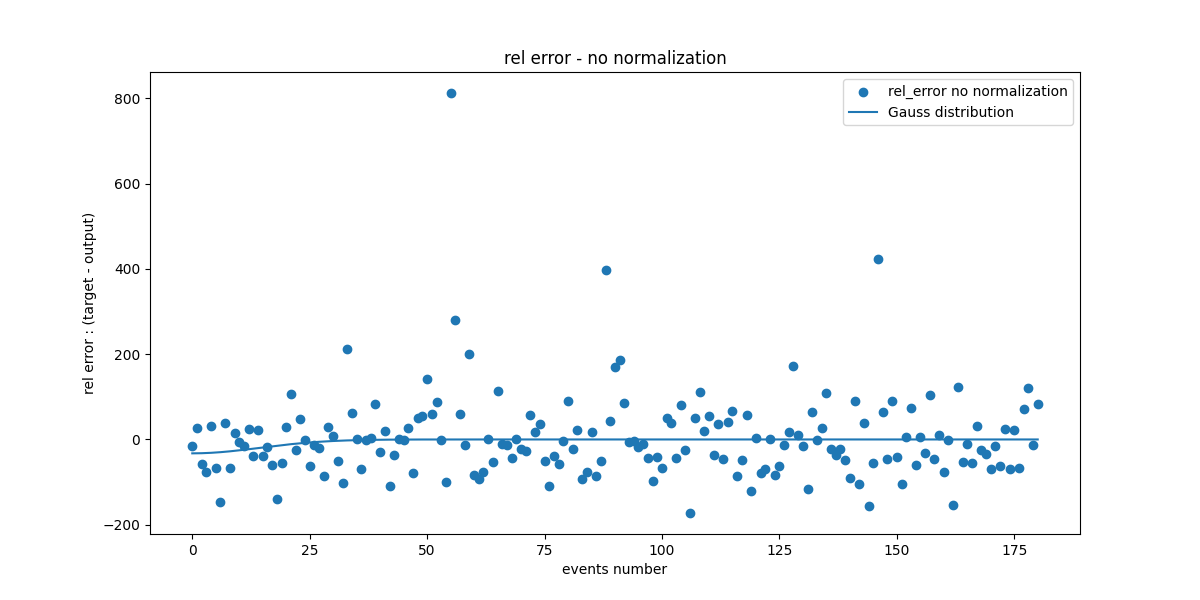 rel error - no normalization
rel_error no normalization
Gauss distribution
800
600
400
200
0
−200
rel error : (target - output)
0 25 50 75 100 125 150 175
events number